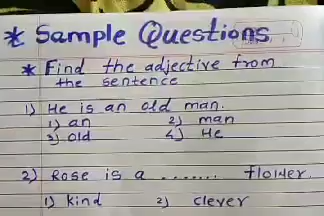 * Sample Questions
* Find the adjective from
the sentence
1) He is an old man.
1) an 2) man
3) old 4) He
2) Rose is a ....... flower.
1) kind 2) clever